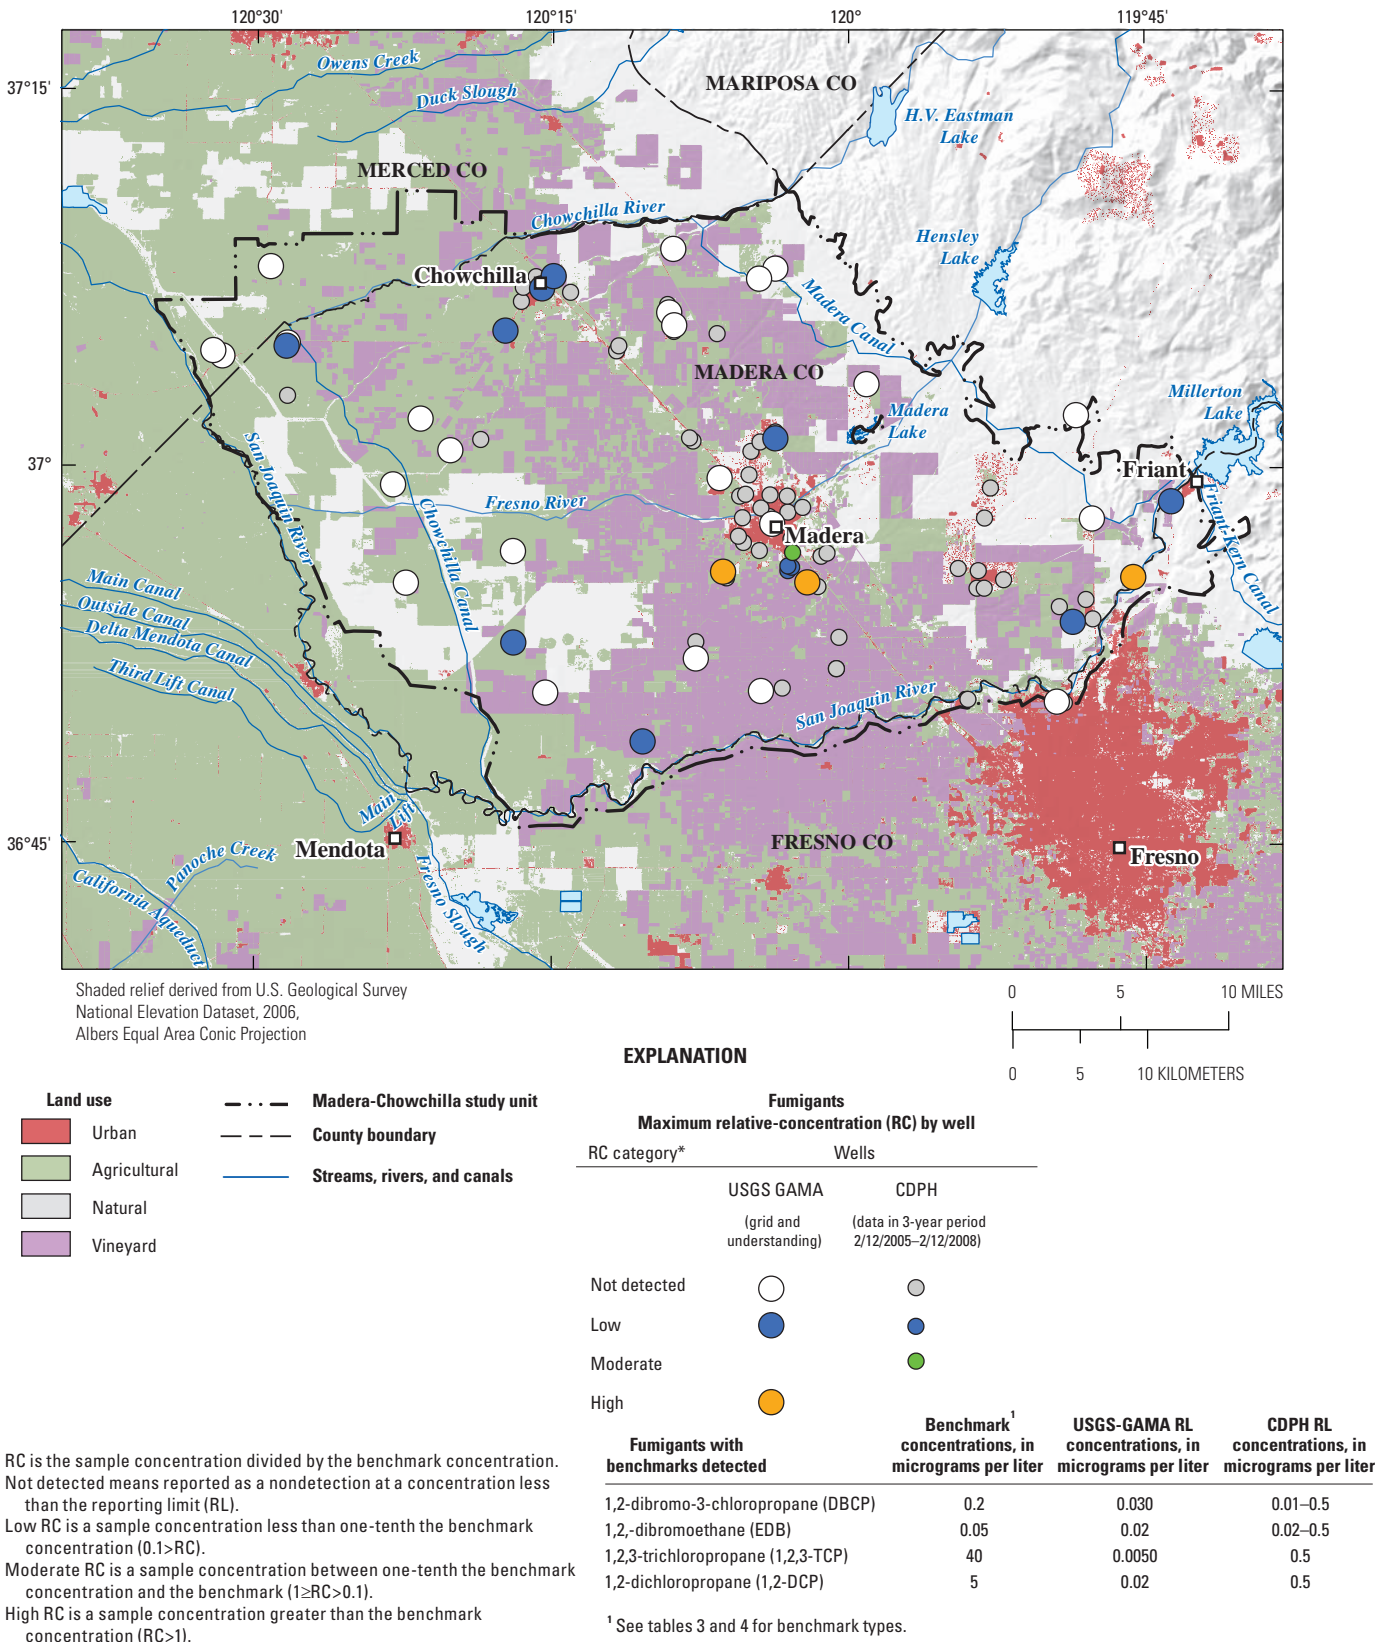 120°30'
120°15'
120°
119°45'
37°15'
37°
36°45'
Owens Creek
Duck Slough
MARIPOSA CO
H.V. Eastman
Lake
MERCED CO
Chowchilla River
Hensley
Lake
Chowchilla
Madera Canal
MADERA CO
Millerton
Lake
Madera
Lake
San Joaquin River
Friant
Fresno River
Chowchilla Canal
Friant-Kern Canal
Madera
Main Canal
Outside Canal
Delta Mendota Canal
Third Lift Canal
San Joaquin River
Main
Lift
Mendota
FRESNO CO
Fresno
Panoche Creek
California Aqueduct
Fresno Slough
Shaded relief derived from U.S. Geological Survey
National Elevation Dataset, 2006,
Albers Equal Area Conic Projection
0 5 10 MILES
0 5 10 KILOMETERS
EXPLANATION
Land use
Urban
Agricultural
Natural
Vineyard
Madera-Chowchilla study unit
County boundary
Streams, rivers, and canals
Fumigants
Maximum relative-concentration (RC) by well
RC category* Wells
USGS GAMA CDPH
(grid and (data in 3-year period
understanding) 2/12/2005–2/12/2008)
Not detected
Low
Moderate
High
RC is the sample concentration divided by the benchmark concentration.
Not detected means reported as a nondetection at a concentration less
than the reporting limit (RL).
Low RC is a sample concentration less than one-tenth the benchmark
concentration (0.1>RC).
Moderate RC is a sample concentration between one-tenth the benchmark
concentration and the benchmark (1≥RC>0.1).
High RC is a sample concentration greater than the benchmark
concentration (RC>1).
Benchmark¹ USGS-GAMA RL CDPH RL
Fumigants with concentrations, in concentrations, in concentrations, in
benchmarks detected micrograms per liter micrograms per liter micrograms per liter
1,2-dibromo-3-chloropropane (DBCP) 0.2 0.030 0.01–0.5
1,2,-dibromoethane (EDB) 0.05 0.02 0.02–0.5
1,2,3-trichloropropane (1,2,3-TCP) 40 0.0050 0.5
1,2-dichloropropane (1,2-DCP) 5 0.02 0.5
¹ See tables 3 and 4 for benchmark types.